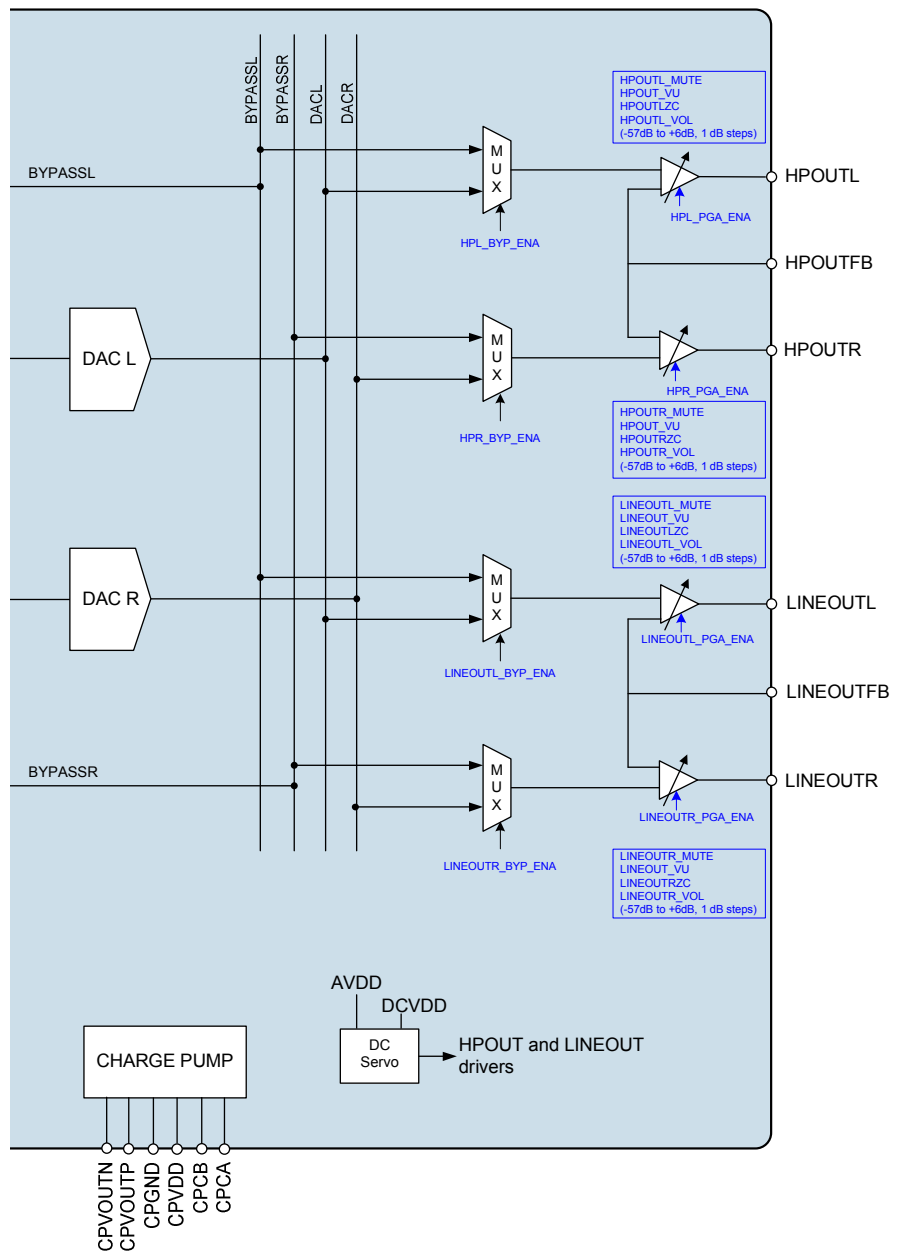 BYPASSL
BYPASSR
DACL
DACR
HPOUTL_MUTE
HPOUT_VU
HPOUTLZC
HPOUTL_VOL
(-57dB to +6dB, 1 dB steps)
BYPASSL
MUX
HPL_BYP_ENA
HPL_PGA_ENA
HPOUTL
HPOUTFB
DAC L
MUX
HPR_BYP_ENA
HPR_PGA_ENA
HPOUTR
HPOUTR_MUTE
HPOUT_VU
HPOUTRZC
HPOUTR_VOL
(-57dB to +6dB, 1 dB steps)
LINEOUTL_MUTE
LINEOUT_VU
LINEOUTLZC
LINEOUTL_VOL
(-57dB to +6dB, 1 dB steps)
DAC R
MUX
LINEOUTL_BYP_ENA
LINEOUTL_PGA_ENA
LINEOUTL
LINEOUTFB
BYPASSR
MUX
LINEOUTR_BYP_ENA
LINEOUTR_PGA_ENA
LINEOUTR
LINEOUTR_MUTE
LINEOUT_VU
LINEOUTRZC
LINEOUTR_VOL
(-57dB to +6dB, 1 dB steps)
AVDD
DCVDD
DC
Servo
HPOUT and LINEOUT
drivers
CHARGE PUMP
CPVOUTN
CPVOUTP
CPGND
CPVDD
CPCB
CPCA